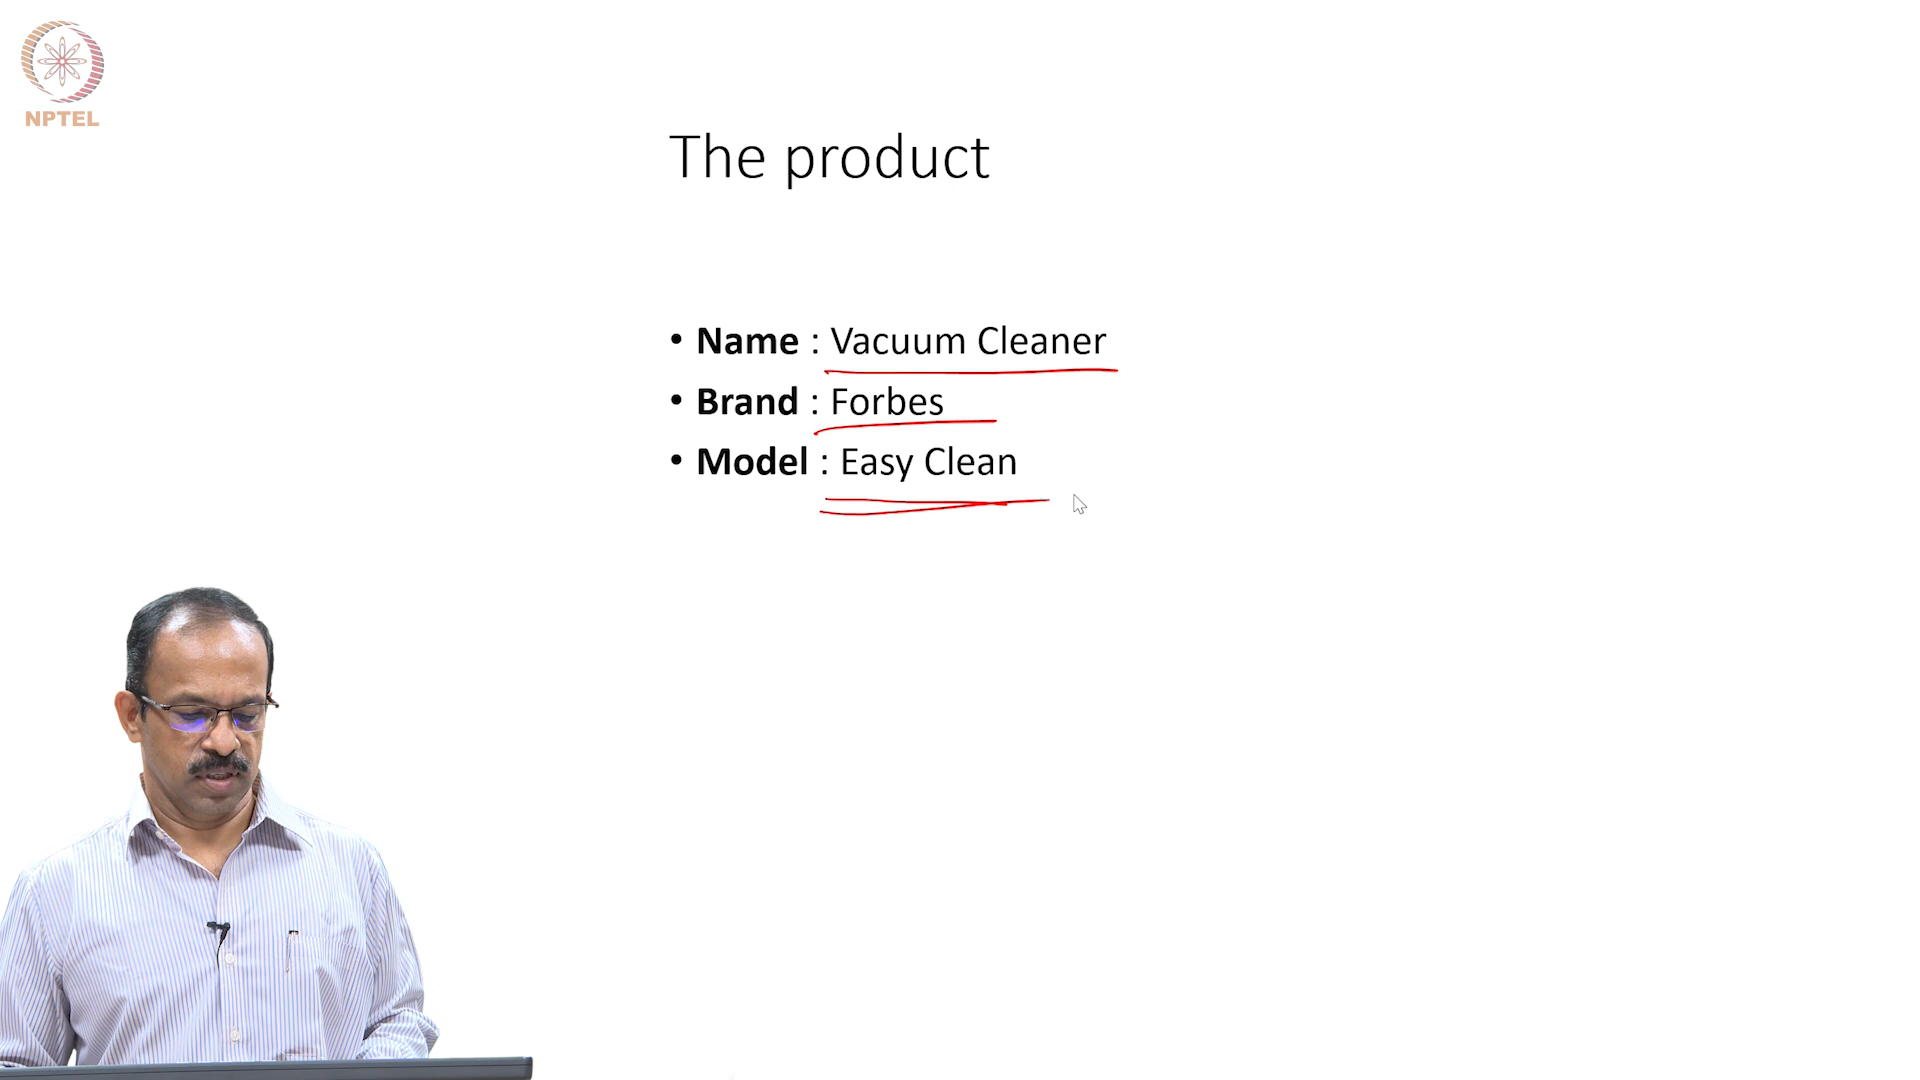 NPTEL
The product
• Name : Vacuum Cleaner
• Brand : Forbes
• Model : Easy Clean